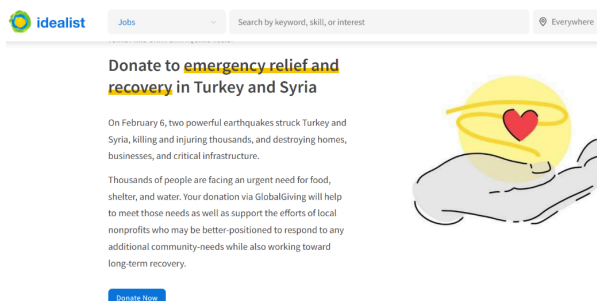 idealist
Jobs
Search by keyword, skill, or interest
Everywhere
Donate to emergency relief and
recovery in Turkey and Syria
On February 6, two powerful earthquakes struck Turkey and
Syria, killing and injuring thousands, and destroying homes,
businesses, and critical infrastructure.
Thousands of people are facing an urgent need for food,
shelter, and water. Your donation via GlobalGiving will help
to meet those needs as well as support the efforts of local
nonprofits who may be better-positioned to respond to any
additional community-needs while also working toward
long-term recovery.
Donate Now